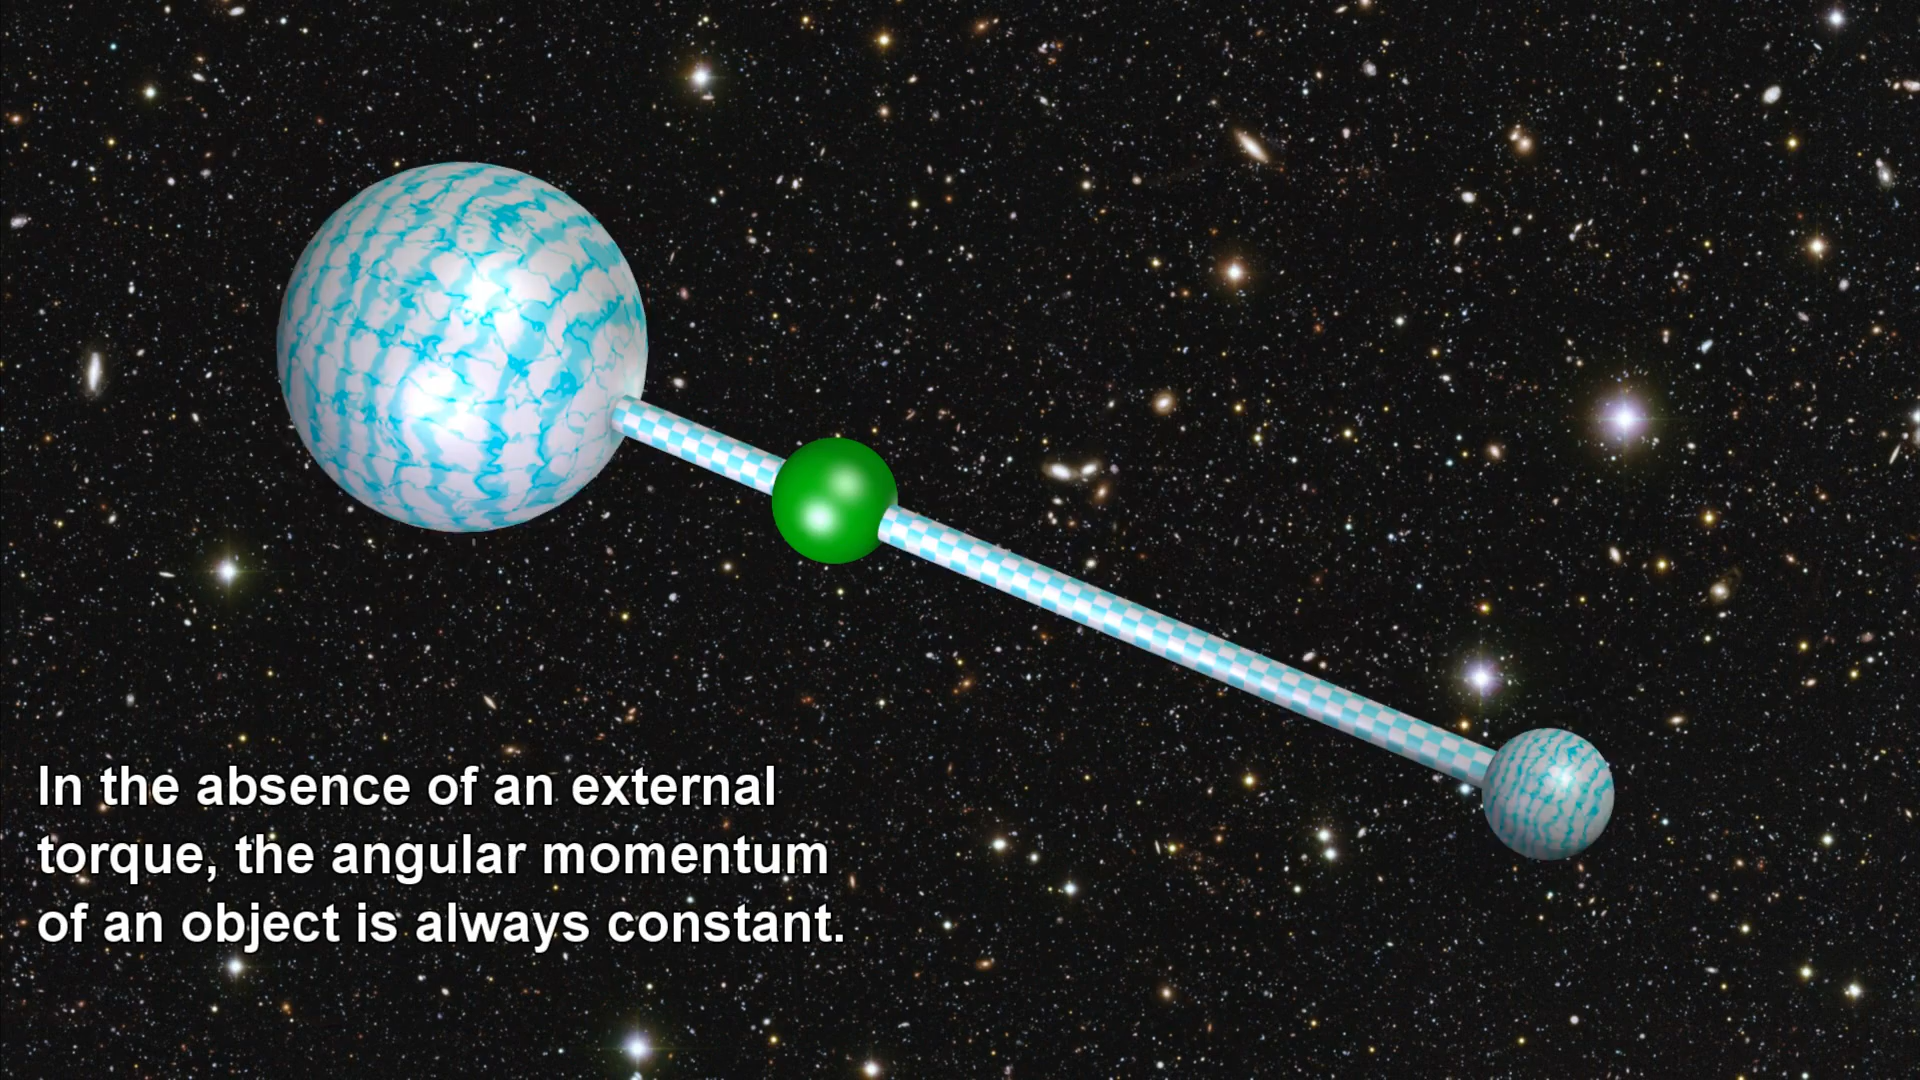 In the absence of an external
torque, the angular momentum
of an object is always constant.